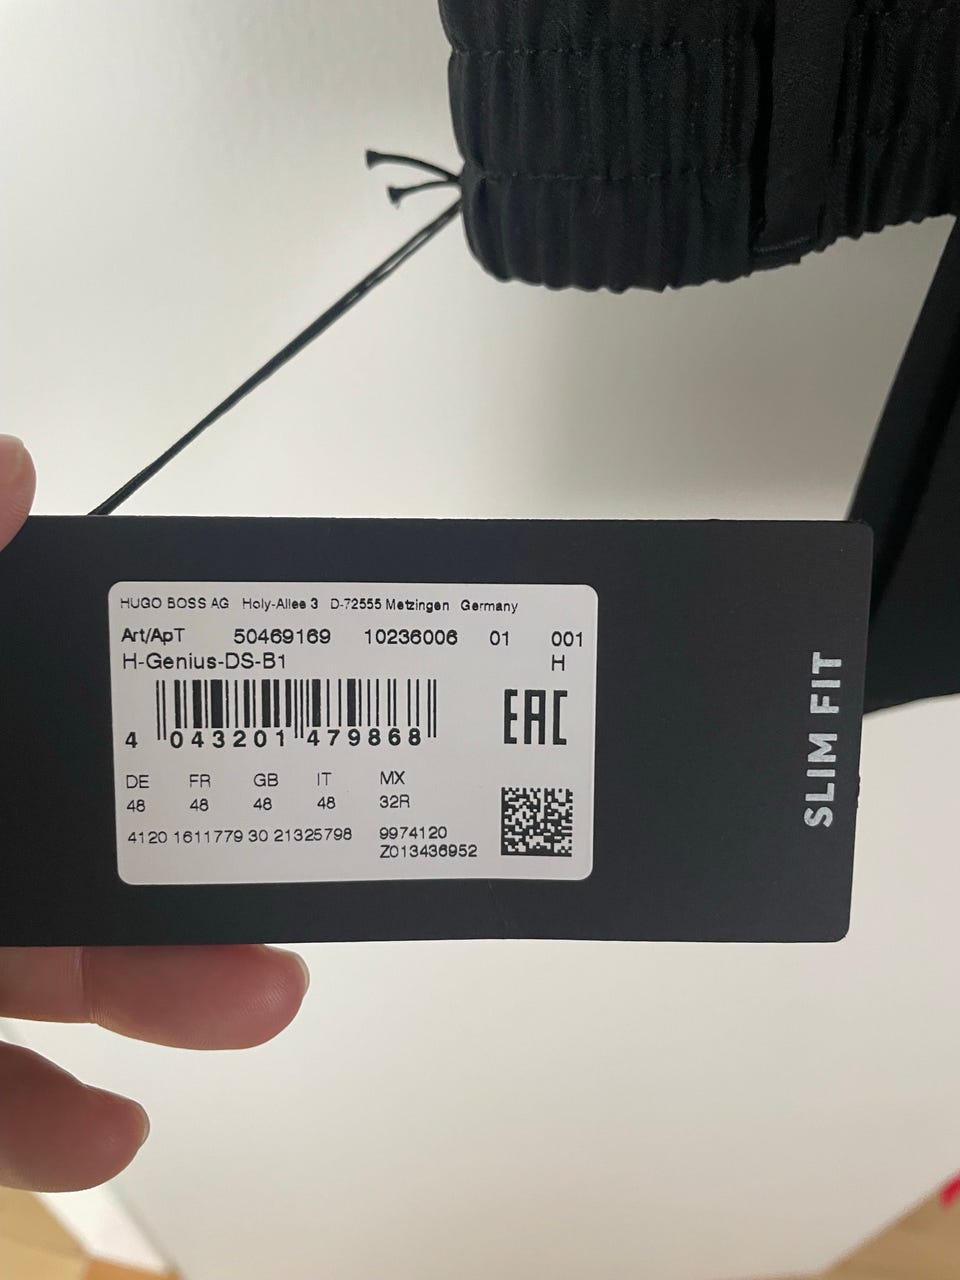 HUGO BOSS AG Holy-Allee 3 D-72555 Metzingen Germany
Art/ApT 50469169 10236006 01 001
H-Genius-DS-B1 H
4 043201 479868
EAC
DE FR GB IT MX
48 48 48 48 32R
4120 1611779 30 21325798 9974120
Z013436952
SLIM FIT